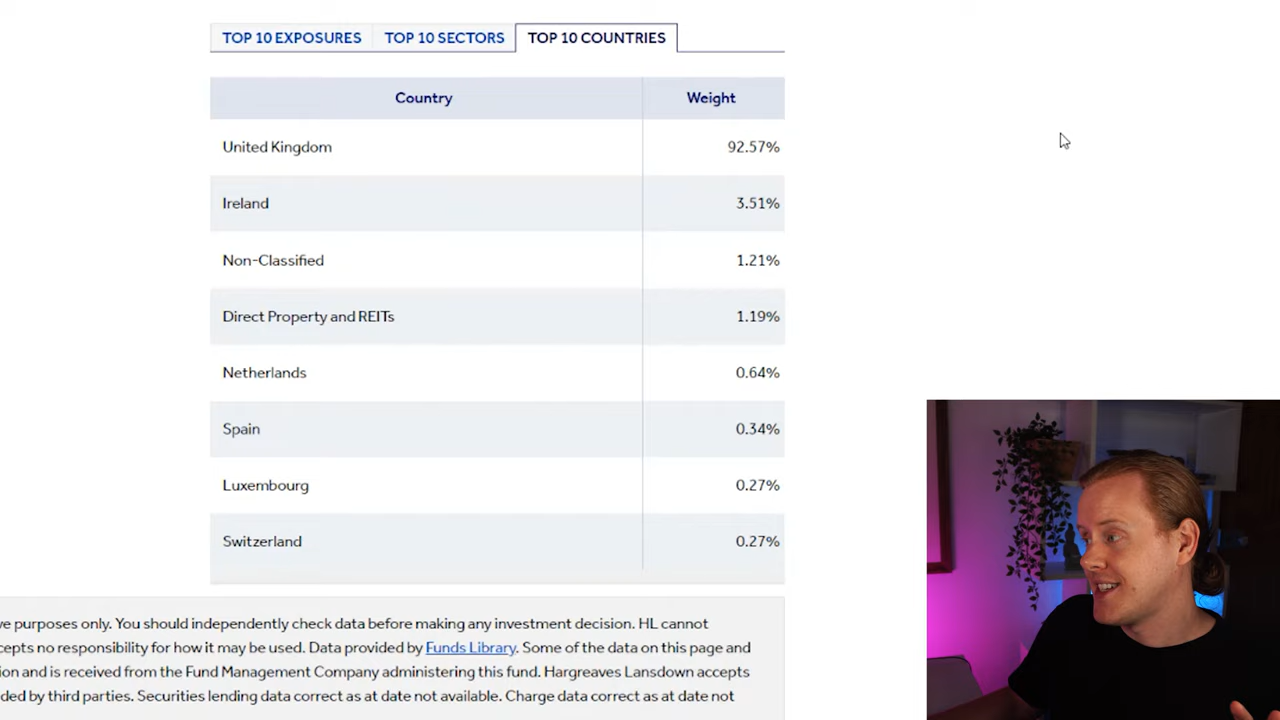 TOP 10 EXPOSURES TOP 10 SECTORS TOP 10 COUNTRIES
Country Weight
United Kingdom 92.57%
Ireland 3.51%
Non-Classified 1.21%
Direct Property and REITs 1.19%
Netherlands 0.64%
Spain 0.34%
Luxembourg 0.27%
Switzerland 0.27%
ve purposes only. You should independently check data before making any investment decision. HL cannot
cepts no responsibility for how it may be used. Data provided by Funds Library. Some of the data on this page and
ion and is received from the Fund Management Company administering this fund. Hargreaves Lansdown accepts
ded by third parties. Securities lending data correct as at date not available. Charge data correct as at date not